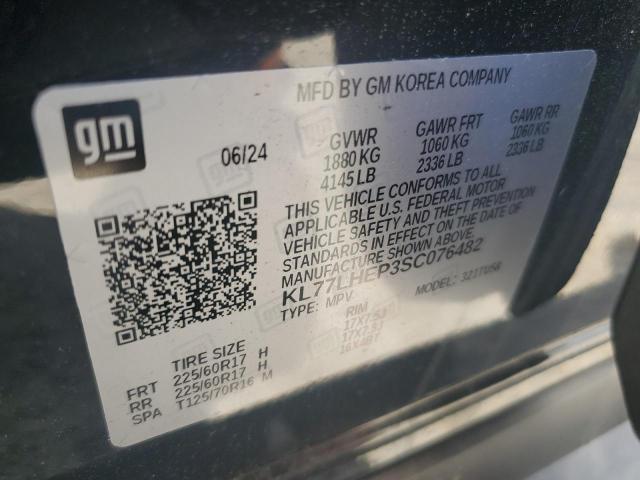 MFD BY GM KOREA COMPANY
gm
06/24
GVWR
1880 KG
4145 LB
GAWR FRT
1060 KG
2336 LB
GAWR RR
1060 KG
2336 LB
THIS VEHICLE CONFORMS TO ALL
APPLICABLE U.S. FEDERAL MOTOR
VEHICLE SAFETY AND THEFT PREVENTION
STANDARDS IN EFFECT ON THE DATE OF
MANUFACTURE SHOWN ABOVE.
KL77LHEP3SC076482
TYPE: MPV MODEL: 321TU58
TIRE SIZE RIM
FRT 225/60R17 H 17X7.5J
RR 225/60R17 H 17X7.5J
SPA T125/70R16 M 16X4BT